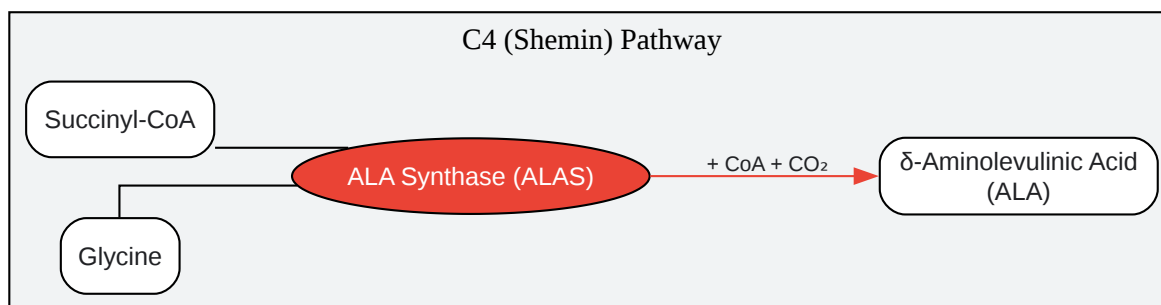 C4 (Shemin) Pathway
Succinyl-CoA
ALA Synthase (ALAS)
+ CoA + CO₂
δ-Aminolevulinic Acid
(ALA)
Glycine